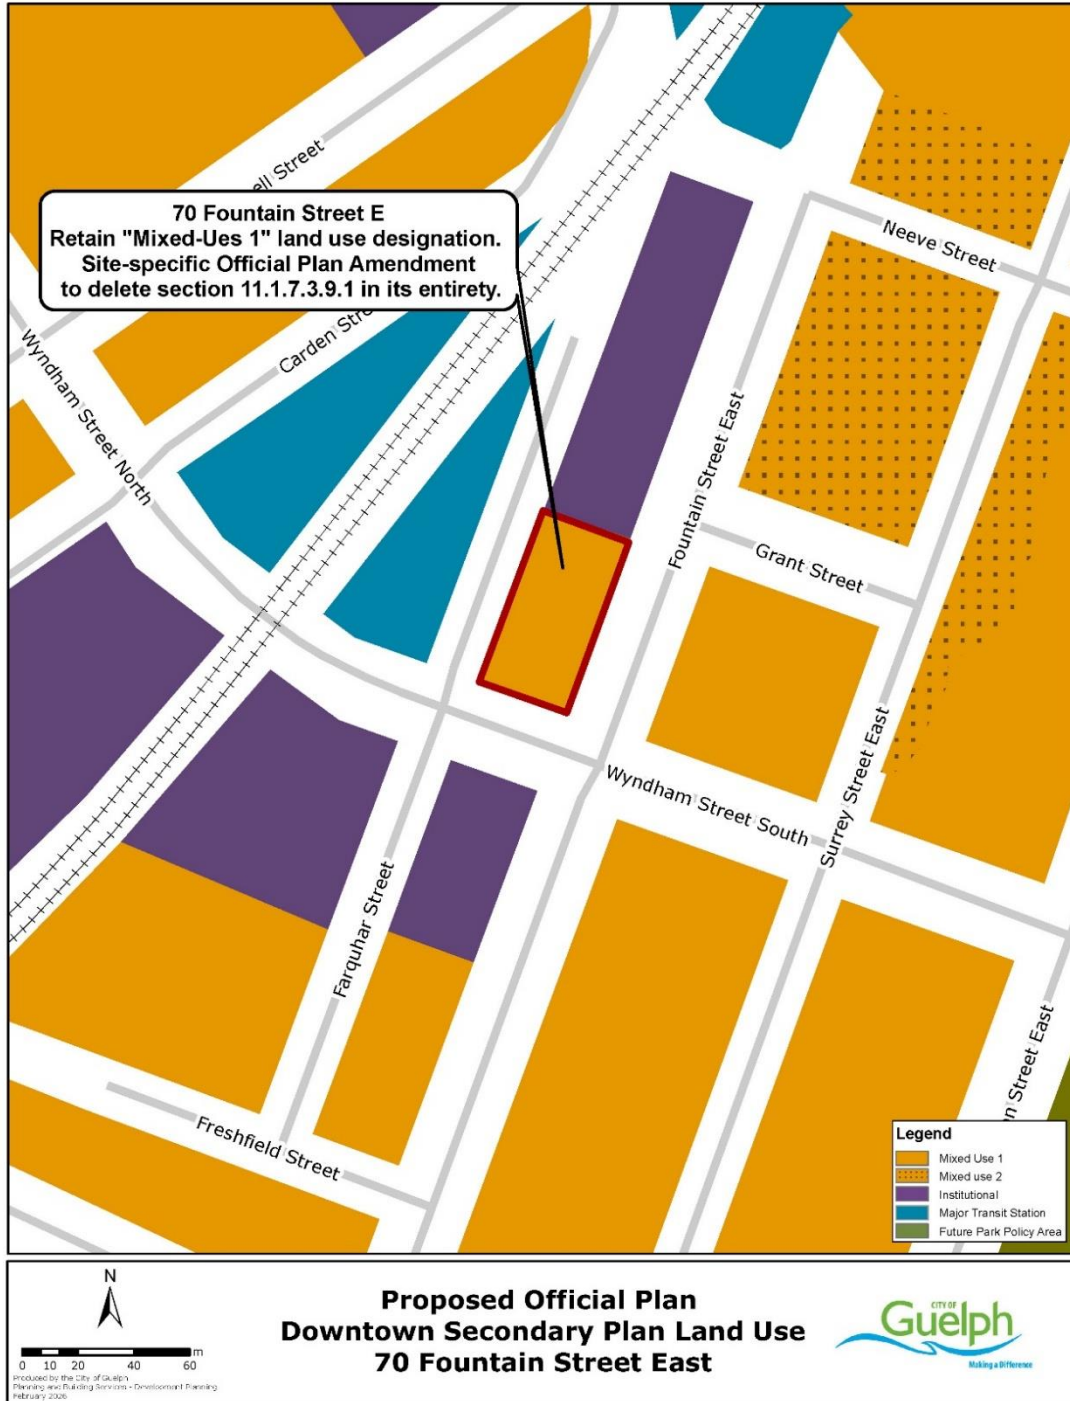 ell Street
70 Fountain Street E
Retain "Mixed-Ues 1" land use designation.
Site-specific Official Plan Amendment
to delete section 11.1.7.3.9.1 in its entirety.
Neeve Street
Carden Stre
Wyndham Street North
Fountain Street East
Grant Street
Wyndham Street South
Surrey Street East
Farquhar Street
Freshfield Street
on Street East
Legend
Mixed Use 1
Mixed use 2
Institutional
Major Transit Station
Future Park Policy Area
N
0 10 20 40 60 m
Produced by the City of Guelph
Planning and Building Services - Development Planning
February 2026
Proposed Official Plan
Downtown Secondary Plan Land Use
70 Fountain Street East
CITY OF
Guelph
Making a Difference